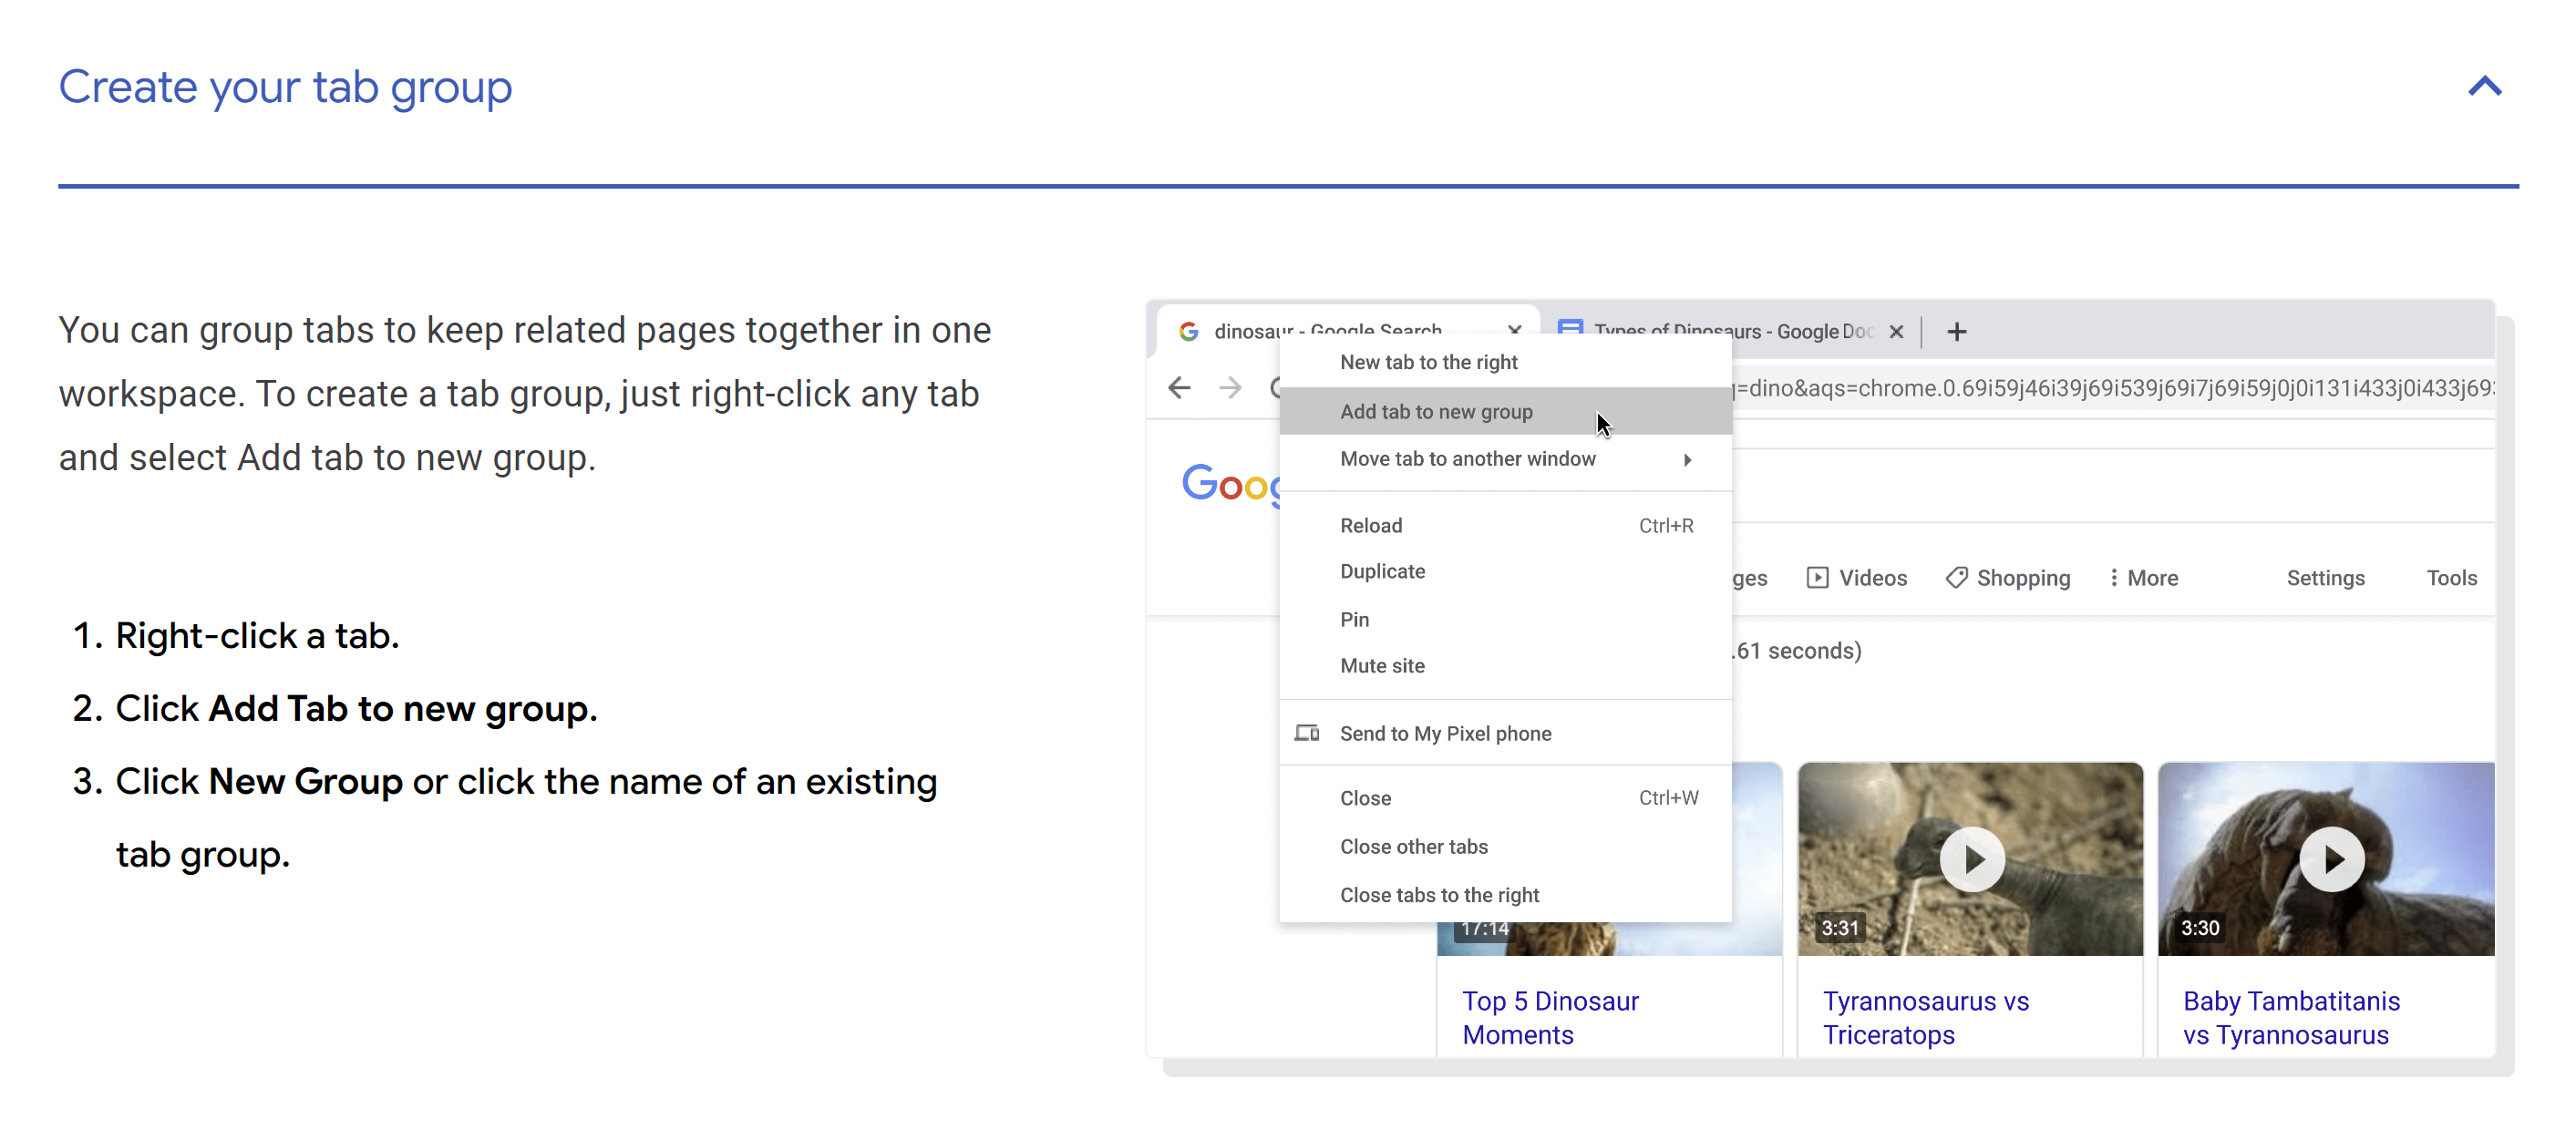 Create your tab group
You can group tabs to keep related pages together in one
workspace. To create a tab group, just right-click any tab
and select Add tab to new group.
1. Right-click a tab.
2. Click Add Tab to new group.
3. Click New Group or click the name of an existing
tab group.
dinosaur - Google Search
Types of Dinosaurs - Google Doc
New tab to the right
=dino&aqs=chrome.0.69i59j46i39j69i539j69i7j69i59j0j0i131i433j0i433j69
Add tab to new group
Move tab to another window
Goog
Reload Ctrl+R
Duplicate
ges Videos Shopping More Settings Tools
Pin
.61 seconds)
Mute site
Send to My Pixel phone
Close Ctrl+W
Close other tabs
Close tabs to the right
17:14 3:31 3:30
Top 5 Dinosaur
Moments
Tyrannosaurus vs
Triceratops
Baby Tambatitanis
vs Tyrannosaurus